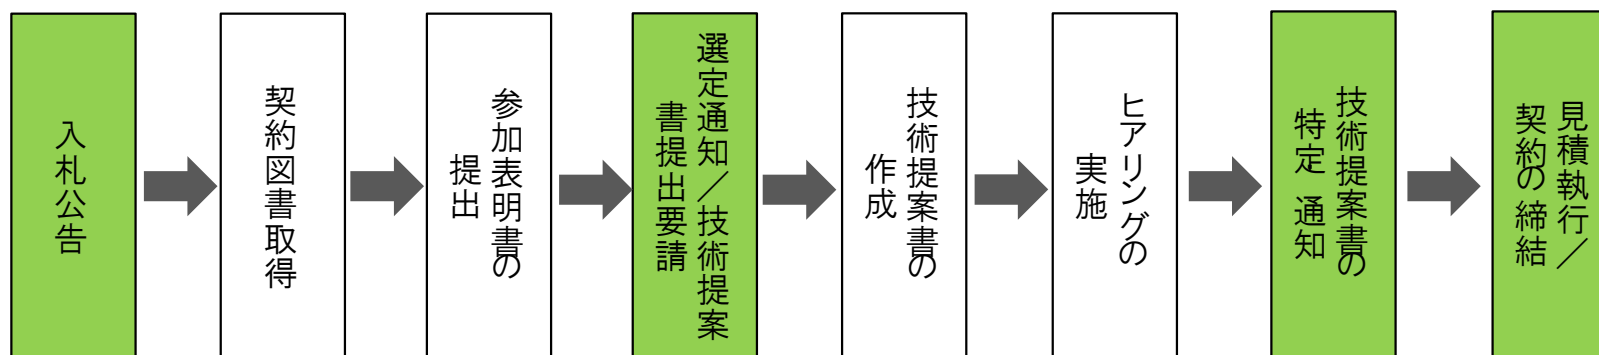 入札公告
契約図書取得
参加表明書の
提出
選定通知／技術提案
書提出要請
技術提案書の
作成
ヒアリングの
実施
技術提案書の
特定 通知
見積執行／
契約の締結